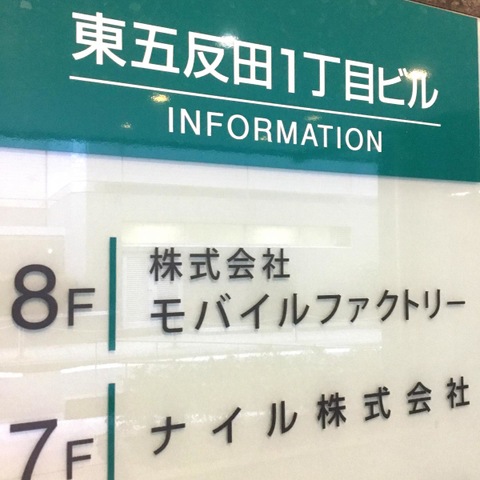 東五反田1丁目ビル
INFORMATION
8F
株式会社
モバイルファクトリー
7F
ナイル株式会社